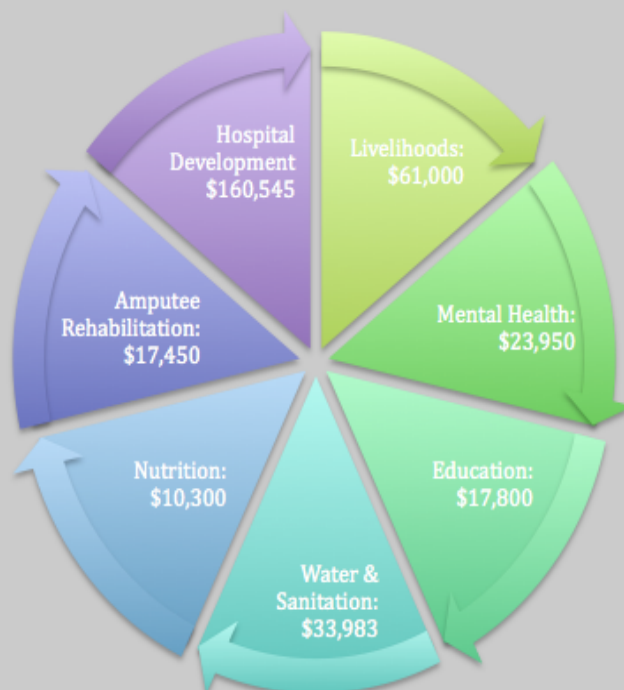 Hospital
Development
$160,545
Livelihoods:
$61,000
Mental Health:
$23,950
Education:
$17,800
Water &
Sanitation:
$33,983
Nutrition:
$10,300
Amputee
Rehabilitation:
$17,450